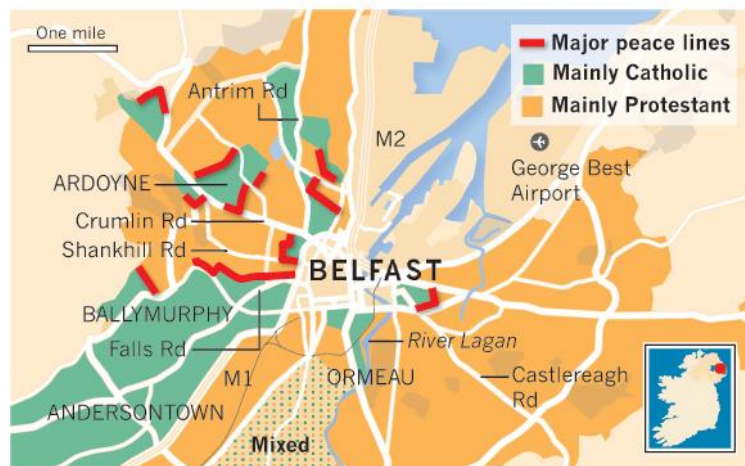 One mile
Major peace lines
Mainly Catholic
Mainly Protestant
Antrim Rd
M2
George Best
Airport
ARDOYNE
Crumlin Rd
Shankhill Rd
BELFAST
BALLYMURPHY
Falls Rd
River Lagan
M1
ORMEAU
Castlereagh
Rd
ANDERSONTOWN
Mixed